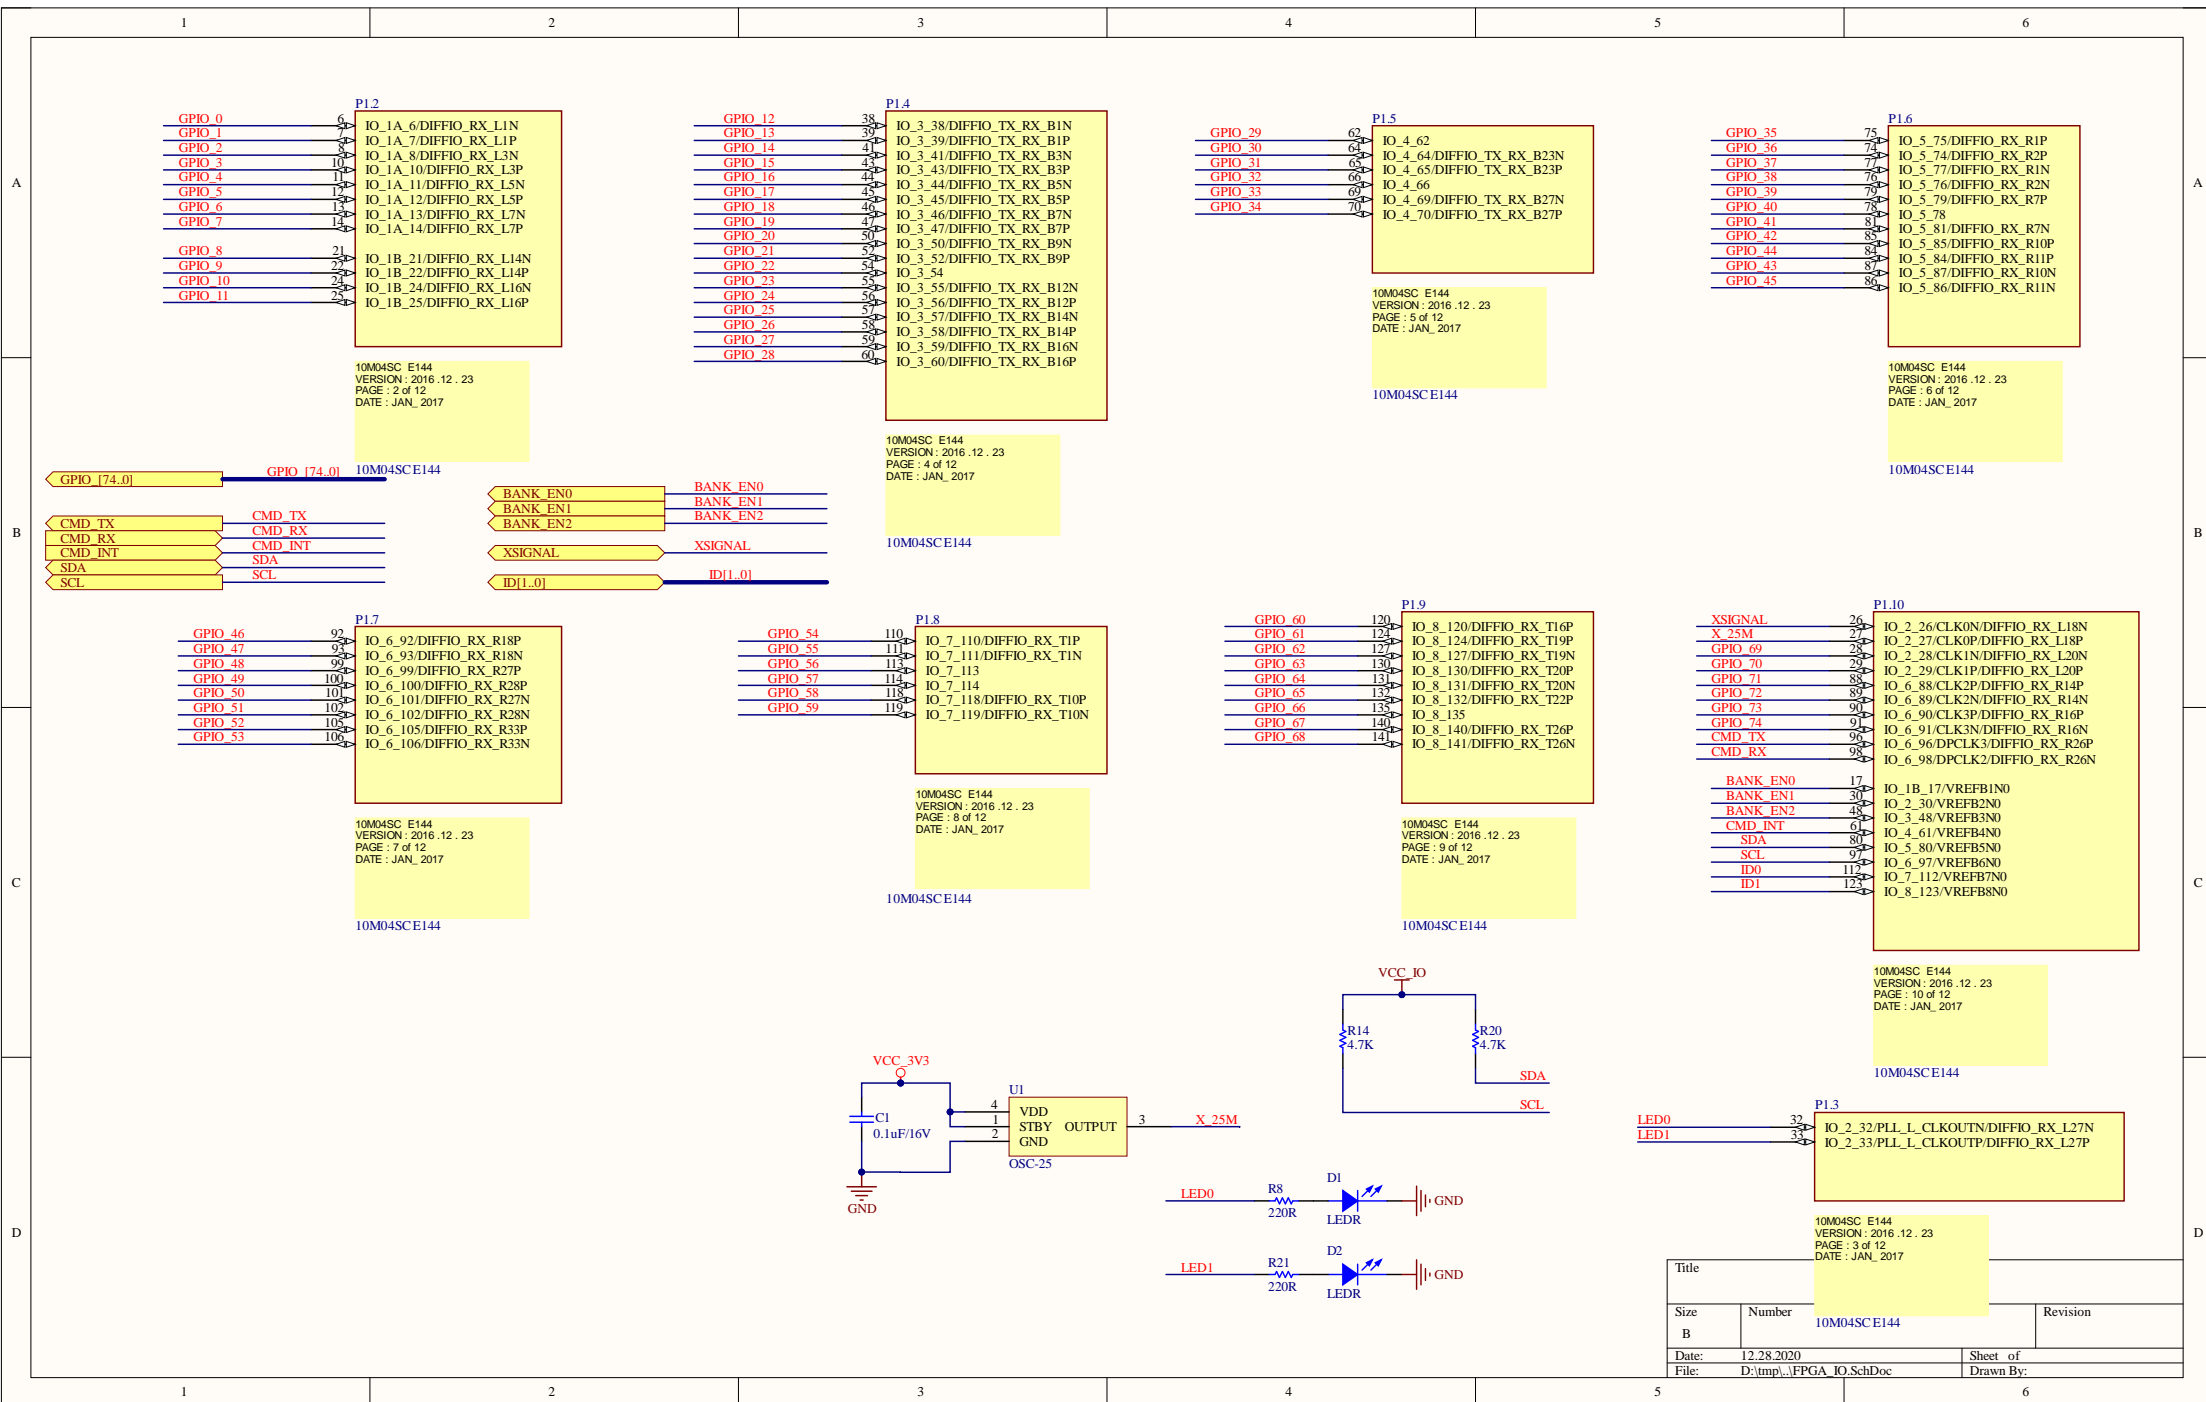 1 2 3 4 5 6
A
P1.2
GPIO_0 6 IO_1A_6/DIFFIO_RX_L1N
GPIO_1 7 IO_1A_7/DIFFIO_RX_L1P
GPIO_2 8 IO_1A_8/DIFFIO_RX_L3N
GPIO_3 10 IO_1A_10/DIFFIO_RX_L3P
GPIO_4 11 IO_1A_11/DIFFIO_RX_L5N
GPIO_5 12 IO_1A_12/DIFFIO_RX_L5P
GPIO_6 13 IO_1A_13/DIFFIO_RX_L7N
GPIO_7 14 IO_1A_14/DIFFIO_RX_L7P
GPIO_8 21 IO_1B_21/DIFFIO_RX_L14N
GPIO_9 22 IO_1B_22/DIFFIO_RX_L14P
GPIO_10 24 IO_1B_24/DIFFIO_RX_L16N
GPIO_11 25 IO_1B_25/DIFFIO_RX_L16P
10M04SC E144
VERSION : 2016 .12 . 23
PAGE : 2 of 12
DATE : JAN_ 2017
10M04SCE144
P1.4
GPIO_12 38 IO_3_38/DIFFIO_TX_RX_B1N
GPIO_13 39 IO_3_39/DIFFIO_TX_RX_B1P
GPIO_14 41 IO_3_41/DIFFIO_TX_RX_B3N
GPIO_15 43 IO_3_43/DIFFIO_TX_RX_B3P
GPIO_16 44 IO_3_44/DIFFIO_TX_RX_B5N
GPIO_17 45 IO_3_45/DIFFIO_TX_RX_B5P
GPIO_18 46 IO_3_46/DIFFIO_TX_RX_B7N
GPIO_19 47 IO_3_47/DIFFIO_TX_RX_B7P
GPIO_20 50 IO_3_50/DIFFIO_TX_RX_B9N
GPIO_21 52 IO_3_52/DIFFIO_TX_RX_B9P
GPIO_22 54 IO_3_54
GPIO_23 55 IO_3_55/DIFFIO_TX_RX_B12N
GPIO_24 56 IO_3_56/DIFFIO_TX_RX_B12P
GPIO_25 57 IO_3_57/DIFFIO_TX_RX_B14N
GPIO_26 58 IO_3_58/DIFFIO_TX_RX_B14P
GPIO_27 59 IO_3_59/DIFFIO_TX_RX_B16N
GPIO_28 60 IO_3_60/DIFFIO_TX_RX_B16P
10M04SC E144
VERSION : 2016 .12 . 23
PAGE : 4 of 12
DATE : JAN_ 2017
10M04SCE144
P1.5
GPIO_29 62 IO_4_62
GPIO_30 64 IO_4_64/DIFFIO_TX_RX_B23N
GPIO_31 65 IO_4_65/DIFFIO_TX_RX_B23P
GPIO_32 66 IO_4_66
GPIO_33 69 IO_4_69/DIFFIO_TX_RX_B27N
GPIO_34 70 IO_4_70/DIFFIO_TX_RX_B27P
10M04SC E144
VERSION : 2016 .12 . 23
PAGE : 5 of 12
DATE : JAN_ 2017
10M04SCE144
P1.6
GPIO_35 75 IO_5_75/DIFFIO_RX_R1P
GPIO_36 74 IO_5_74/DIFFIO_RX_R2P
GPIO_37 77 IO_5_77/DIFFIO_RX_R1N
GPIO_38 76 IO_5_76/DIFFIO_RX_R2N
GPIO_39 79 IO_5_79/DIFFIO_RX_R7P
GPIO_40 78 IO_5_78
GPIO_41 81 IO_5_81/DIFFIO_RX_R7N
GPIO_42 85 IO_5_85/DIFFIO_RX_R10P
GPIO_44 84 IO_5_84/DIFFIO_RX_R11P
GPIO_43 87 IO_5_87/DIFFIO_RX_R10N
GPIO_45 86 IO_5_86/DIFFIO_RX_R11N
10M04SC E144
VERSION : 2016 .12 . 23
PAGE : 6 of 12
DATE : JAN_ 2017
10M04SCE144
A
B
GPIO_[74..0] GPIO_[74..0]
CMD_TX CMD_TX
CMD_RX CMD_RX
CMD_INT CMD_INT
SDA SDA
SCL SCL
BANK_EN0 BANK_EN0
BANK_EN1 BANK_EN1
BANK_EN2 BANK_EN2
XSIGNAL XSIGNAL
ID[1..0] ID[1..0]
B
P1.7
GPIO_46 92 IO_6_92/DIFFIO_RX_R18P
GPIO_47 93 IO_6_93/DIFFIO_RX_R18N
GPIO_48 99 IO_6_99/DIFFIO_RX_R27P
GPIO_49 100 IO_6_100/DIFFIO_RX_R28P
GPIO_50 101 IO_6_101/DIFFIO_RX_R27N
GPIO_51 102 IO_6_102/DIFFIO_RX_R28N
GPIO_52 105 IO_6_105/DIFFIO_RX_R33P
GPIO_53 106 IO_6_106/DIFFIO_RX_R33N
10M04SC E144
VERSION : 2016 .12 . 23
PAGE : 7 of 12
DATE : JAN_ 2017
10M04SCE144
P1.8
GPIO_54 110 IO_7_110/DIFFIO_RX_T1P
GPIO_55 111 IO_7_111/DIFFIO_RX_T1N
GPIO_56 113 IO_7_113
GPIO_57 114 IO_7_114
GPIO_58 118 IO_7_118/DIFFIO_RX_T10P
GPIO_59 119 IO_7_119/DIFFIO_RX_T10N
10M04SC E144
VERSION : 2016 .12 . 23
PAGE : 8 of 12
DATE : JAN_ 2017
10M04SCE144
P1.9
GPIO_60 120 IO_8_120/DIFFIO_RX_T16P
GPIO_61 124 IO_8_124/DIFFIO_RX_T19P
GPIO_62 127 IO_8_127/DIFFIO_RX_T19N
GPIO_63 130 IO_8_130/DIFFIO_RX_T20P
GPIO_64 131 IO_8_131/DIFFIO_RX_T20N
GPIO_65 132 IO_8_132/DIFFIO_RX_T22P
GPIO_66 135 IO_8_135
GPIO_67 140 IO_8_140/DIFFIO_RX_T26P
GPIO_68 141 IO_8_141/DIFFIO_RX_T26N
10M04SC E144
VERSION : 2016 .12 . 23
PAGE : 9 of 12
DATE : JAN_ 2017
10M04SCE144
P1.10
XSIGNAL 26 IO_2_26/CLK0N/DIFFIO_RX_L18N
X_25M 27 IO_2_27/CLK0P/DIFFIO_RX_L18P
GPIO_69 28 IO_2_28/CLK1N/DIFFIO_RX_L20N
GPIO_70 29 IO_2_29/CLK1P/DIFFIO_RX_L20P
GPIO_71 88 IO_6_88/CLK2P/DIFFIO_RX_R14P
GPIO_72 89 IO_6_89/CLK2N/DIFFIO_RX_R14N
GPIO_73 90 IO_6_90/CLK3P/DIFFIO_RX_R16P
GPIO_74 91 IO_6_91/CLK3N/DIFFIO_RX_R16N
CMD_TX 96 IO_6_96/DPCLK3/DIFFIO_RX_R26P
CMD_RX 98 IO_6_98/DPCLK2/DIFFIO_RX_R26N
BANK_EN0 17 IO_1B_17/VREFB1N0
BANK_EN1 30 IO_2_30/VREFB2N0
BANK_EN2 48 IO_3_48/VREFB3N0
CMD_INT 61 IO_4_61/VREFB4N0
SDA 80 IO_5_80/VREFB5N0
SCL 97 IO_6_97/VREFB6N0
ID0 112 IO_7_112/VREFB7N0
ID1 123 IO_8_123/VREFB8N0
10M04SC E144
VERSION : 2016 .12 . 23
PAGE : 10 of 12
DATE : JAN_ 2017
10M04SCE144
C
C
VCC_IO
R14
4.7K
R20
4.7K
SDA
SCL
VCC_3V3
C1
0.1uF/16V
GND
U1
4 VDD
1 STBY OUTPUT 3 X_25M
2 GND
OSC-25
LED0 R8 220R D1 LEDR GND
LED1 R21 220R D2 LEDR GND
P1.3
LED0 32 IO_2_32/PLL_L_CLKOUTN/DIFFIO_RX_L27N
LED1 33 IO_2_33/PLL_L_CLKOUTP/DIFFIO_RX_L27P
10M04SC E144
VERSION : 2016 .12 . 23
PAGE : 3 of 12
DATE : JAN_ 2017
10M04SCE144
D
D
Title
Size Number Revision
B
Date: 12.28.2020 Sheet of
File: D:\tmp\..\FPGA_IO.SchDoc Drawn By:
1 2 3 4 5 6